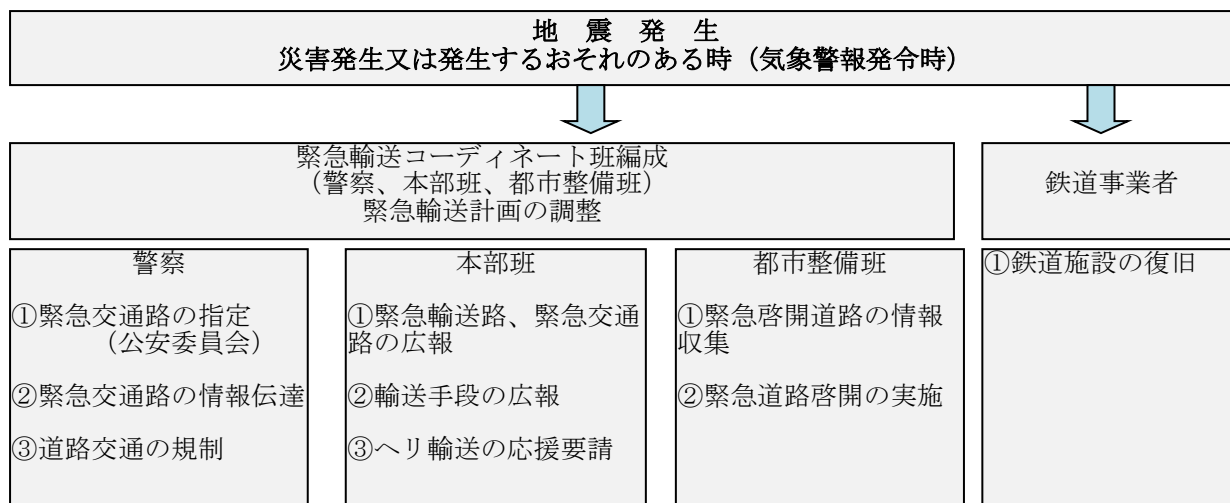 地　震　発　生
災害発生又は発生するおそれのある時（気象警報発令時）
緊急輸送コーディネート班編成
（警察、本部班、都市整備班）
緊急輸送計画の調整
鉄道事業者
警察
①緊急交通路の指定
（公安委員会）
②緊急交通路の情報伝達
③道路交通の規制
本部班
①緊急輸送路、緊急交通
路の広報
②輸送手段の広報
③ヘリ輸送の応援要請
都市整備班
①緊急啓開道路の情報
収集
②緊急道路啓開の実施
①鉄道施設の復旧